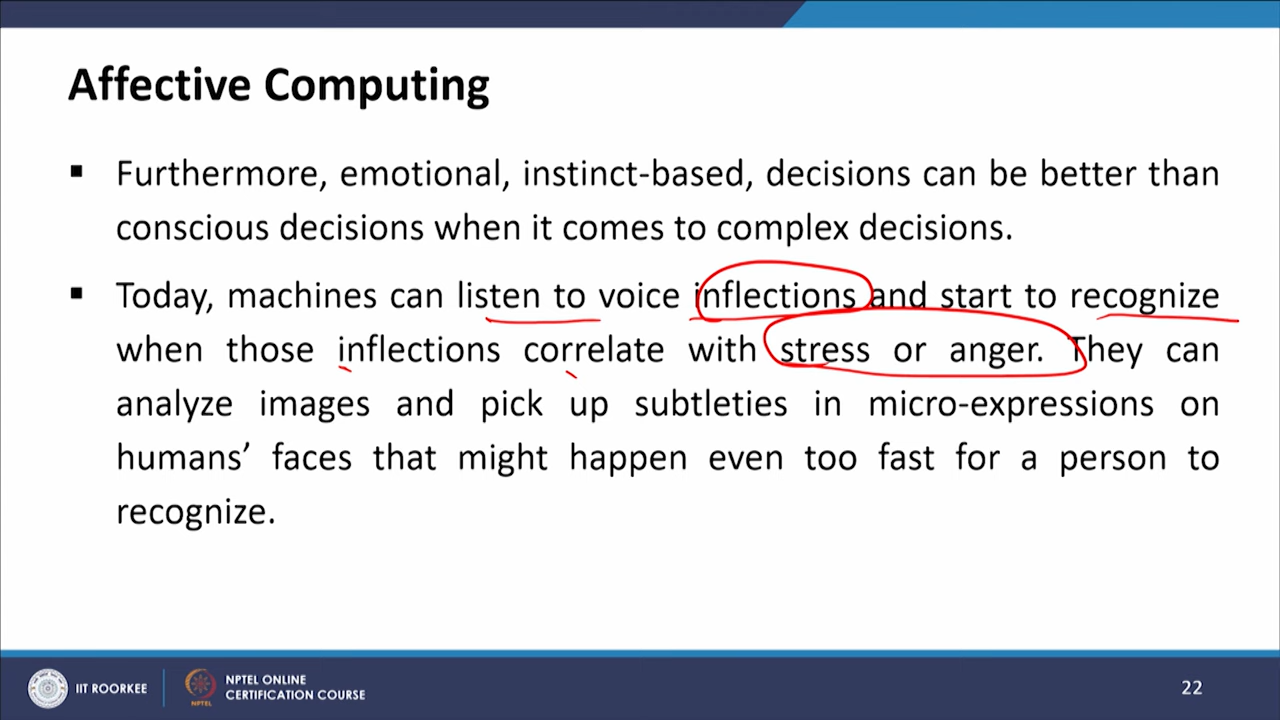 Affective Computing
▪ Furthermore, emotional, instinct-based, decisions can be better than
conscious decisions when it comes to complex decisions.
▪ Today, machines can listen to voice inflections and start to recognize
when those inflections correlate with stress or anger. They can
analyze images and pick up subtleties in micro-expressions on
humans’ faces that might happen even too fast for a person to
recognize.
IIT ROORKEE
NPTEL ONLINE
CERTIFICATION COURSE
NPTEL
22